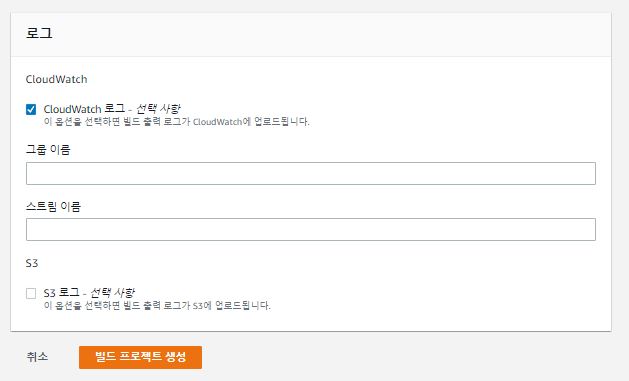 로그
CloudWatch
CloudWatch 로그 - 선택 사항
이 옵션을 선택하면 빌드 출력 로그가 CloudWatch에 업로드됩니다.
그룹 이름
스트림 이름
S3
S3 로그 - 선택 사항
이 옵션을 선택하면 빌드 출력 로그가 S3에 업로드됩니다.
취소 빌드 프로젝트 생성